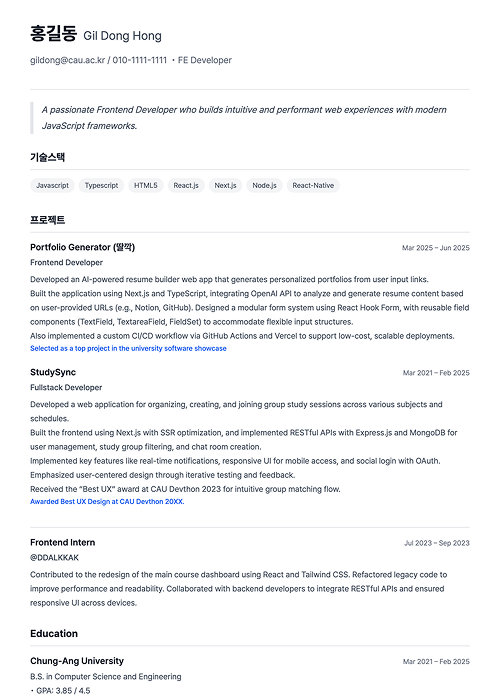 홍길동 Gil Dong Hong
gildong@cau.ac.kr / 010-1111-1111 • FE Developer
A passionate Frontend Developer who builds intuitive and performant web experiences with modern
JavaScript frameworks.
기술스택
Javascript Typescript HTML5 React.js Next.js Node.js React-Native
프로젝트
Portfolio Generator (딸깍) Mar 2025 – Jun 2025
Frontend Developer
Developed an AI-powered resume builder web app that generates personalized portfolios from user input links.
Built the application using Next.js and TypeScript, integrating OpenAI API to analyze and generate resume content based
on user-provided URLs (e.g., Notion, GitHub). Designed a modular form system using React Hook Form, with reusable field
components (TextField, TextareaField, FieldSet) to accommodate flexible input structures.
Also implemented a custom CI/CD workflow via GitHub Actions and Vercel to support low-cost, scalable deployments.
Selected as a top project in the university software showcase
StudySync Mar 2021 – Feb 2025
Fullstack Developer
Developed a web application for organizing, creating, and joining group study sessions across various subjects and
schedules.
Built the frontend using Next.js with SSR optimization, and implemented RESTful APIs with Express.js and MongoDB for
user management, study group filtering, and chat room creation.
Implemented key features like real-time notifications, responsive UI for mobile access, and social login with OAuth.
Emphasized user-centered design through iterative testing and feedback.
Received the "Best UX" award at CAU Devthon 2023 for intuitive group matching flow.
Awarded Best UX Design at CAU Devthon 20XX.
Frontend Intern Jul 2023 – Sep 2023
@DDALKKAK
Contributed to the redesign of the main course dashboard using React and Tailwind CSS. Refactored legacy code to
improve performance and readability. Collaborated with backend developers to integrate RESTful APIs and ensured
responsive UI across devices.
Education
Chung-Ang University Mar 2021 – Feb 2025
B.S. in Computer Science and Engineering
• GPA: 3.85 / 4.5